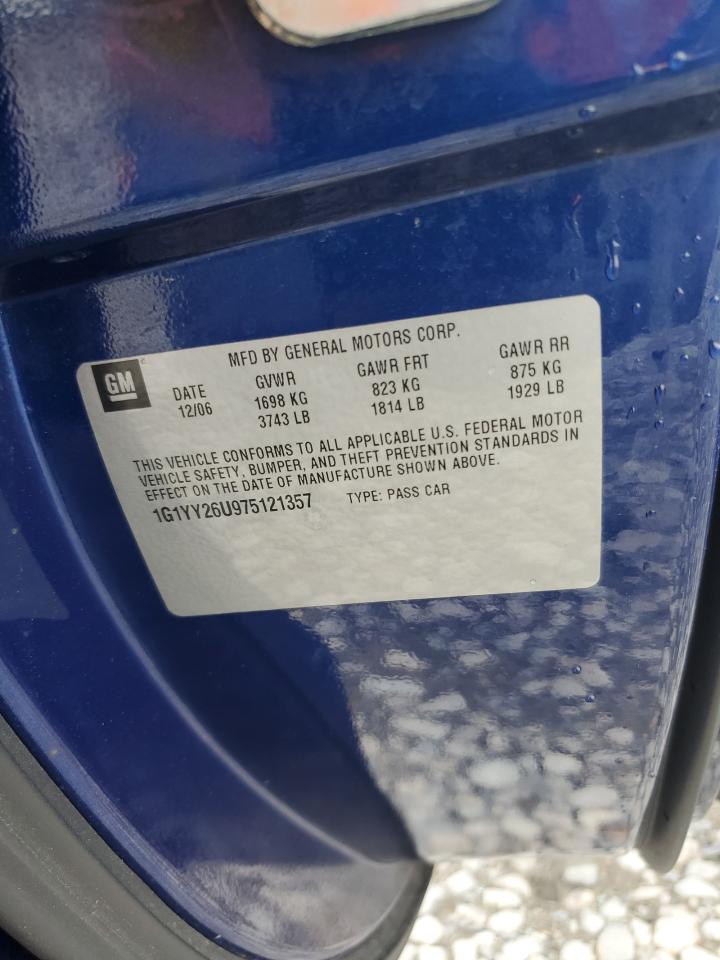 MFD BY GENERAL MOTORS CORP.
GM
DATE GVWR GAWR FRT GAWR RR
12/06 1698 KG 823 KG 875 KG
3743 LB 1814 LB 1929 LB
THIS VEHICLE CONFORMS TO ALL APPLICABLE U.S. FEDERAL MOTOR
VEHICLE SAFETY, BUMPER, AND THEFT PREVENTION STANDARDS IN
EFFECT ON THE DATE OF MANUFACTURE SHOWN ABOVE.
1G1YY26U975121357 TYPE: PASS CAR